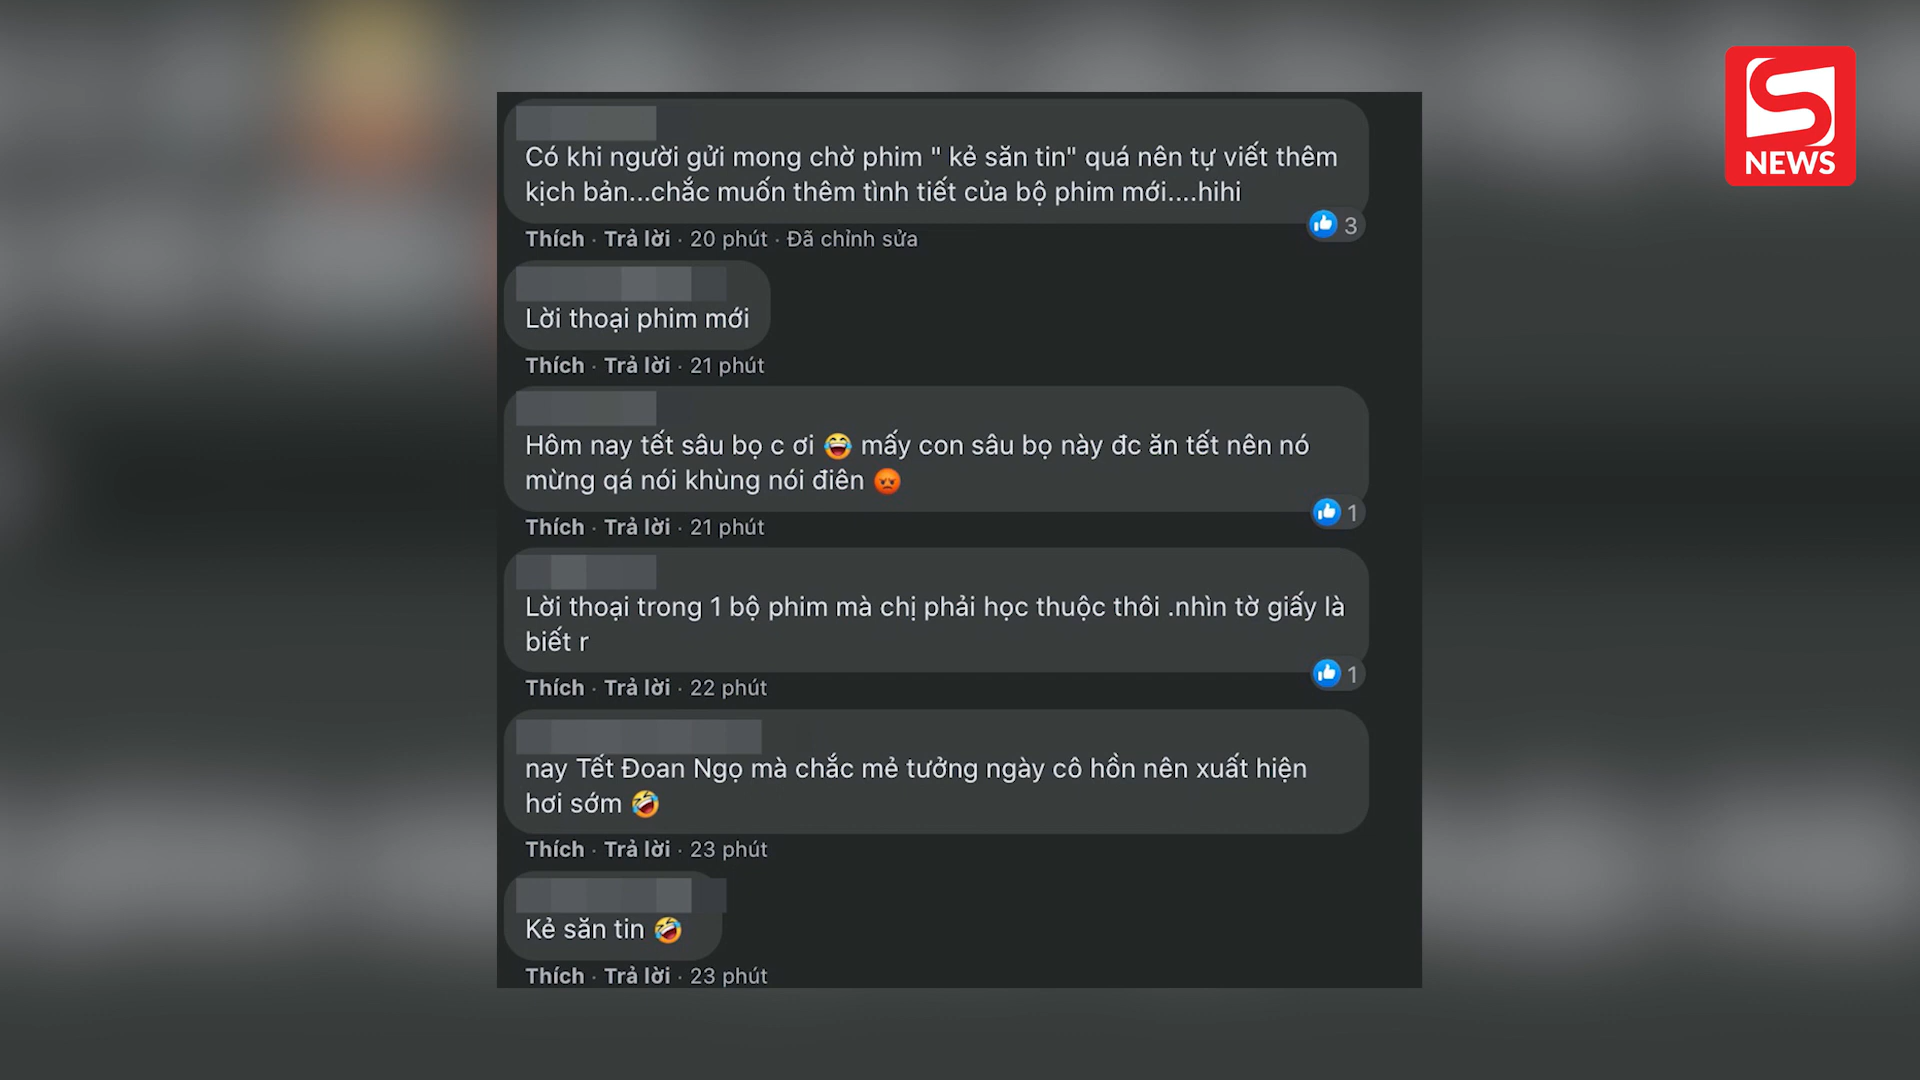 S
NEWS
Có khi người gửi mong chờ phim " kẻ săn tin" quá nên tự viết thêm
kịch bản...chắc muốn thêm tình tiết của bộ phim mới....hihi
3
Thích · Trả lời · 20 phút · Đã chỉnh sửa
Lời thoại phim mới
Thích · Trả lời · 21 phút
Hôm nay tết sâu bọ c ơi 😂 mấy con sâu bọ này đc ăn tết nên nó
mừng qá nói khùng nói điên 😡
1
Thích · Trả lời · 21 phút
Lời thoại trong 1 bộ phim mà chị phải học thuộc thôi .nhìn tờ giấy là
biết r
1
Thích · Trả lời · 22 phút
nay Tết Đoan Ngọ mà chắc mẻ tưởng ngày cô hồn nên xuất hiện
hơi sớm 🤣
Thích · Trả lời · 23 phút
Kẻ săn tin 🤣
Thích · Trả lời · 23 phút